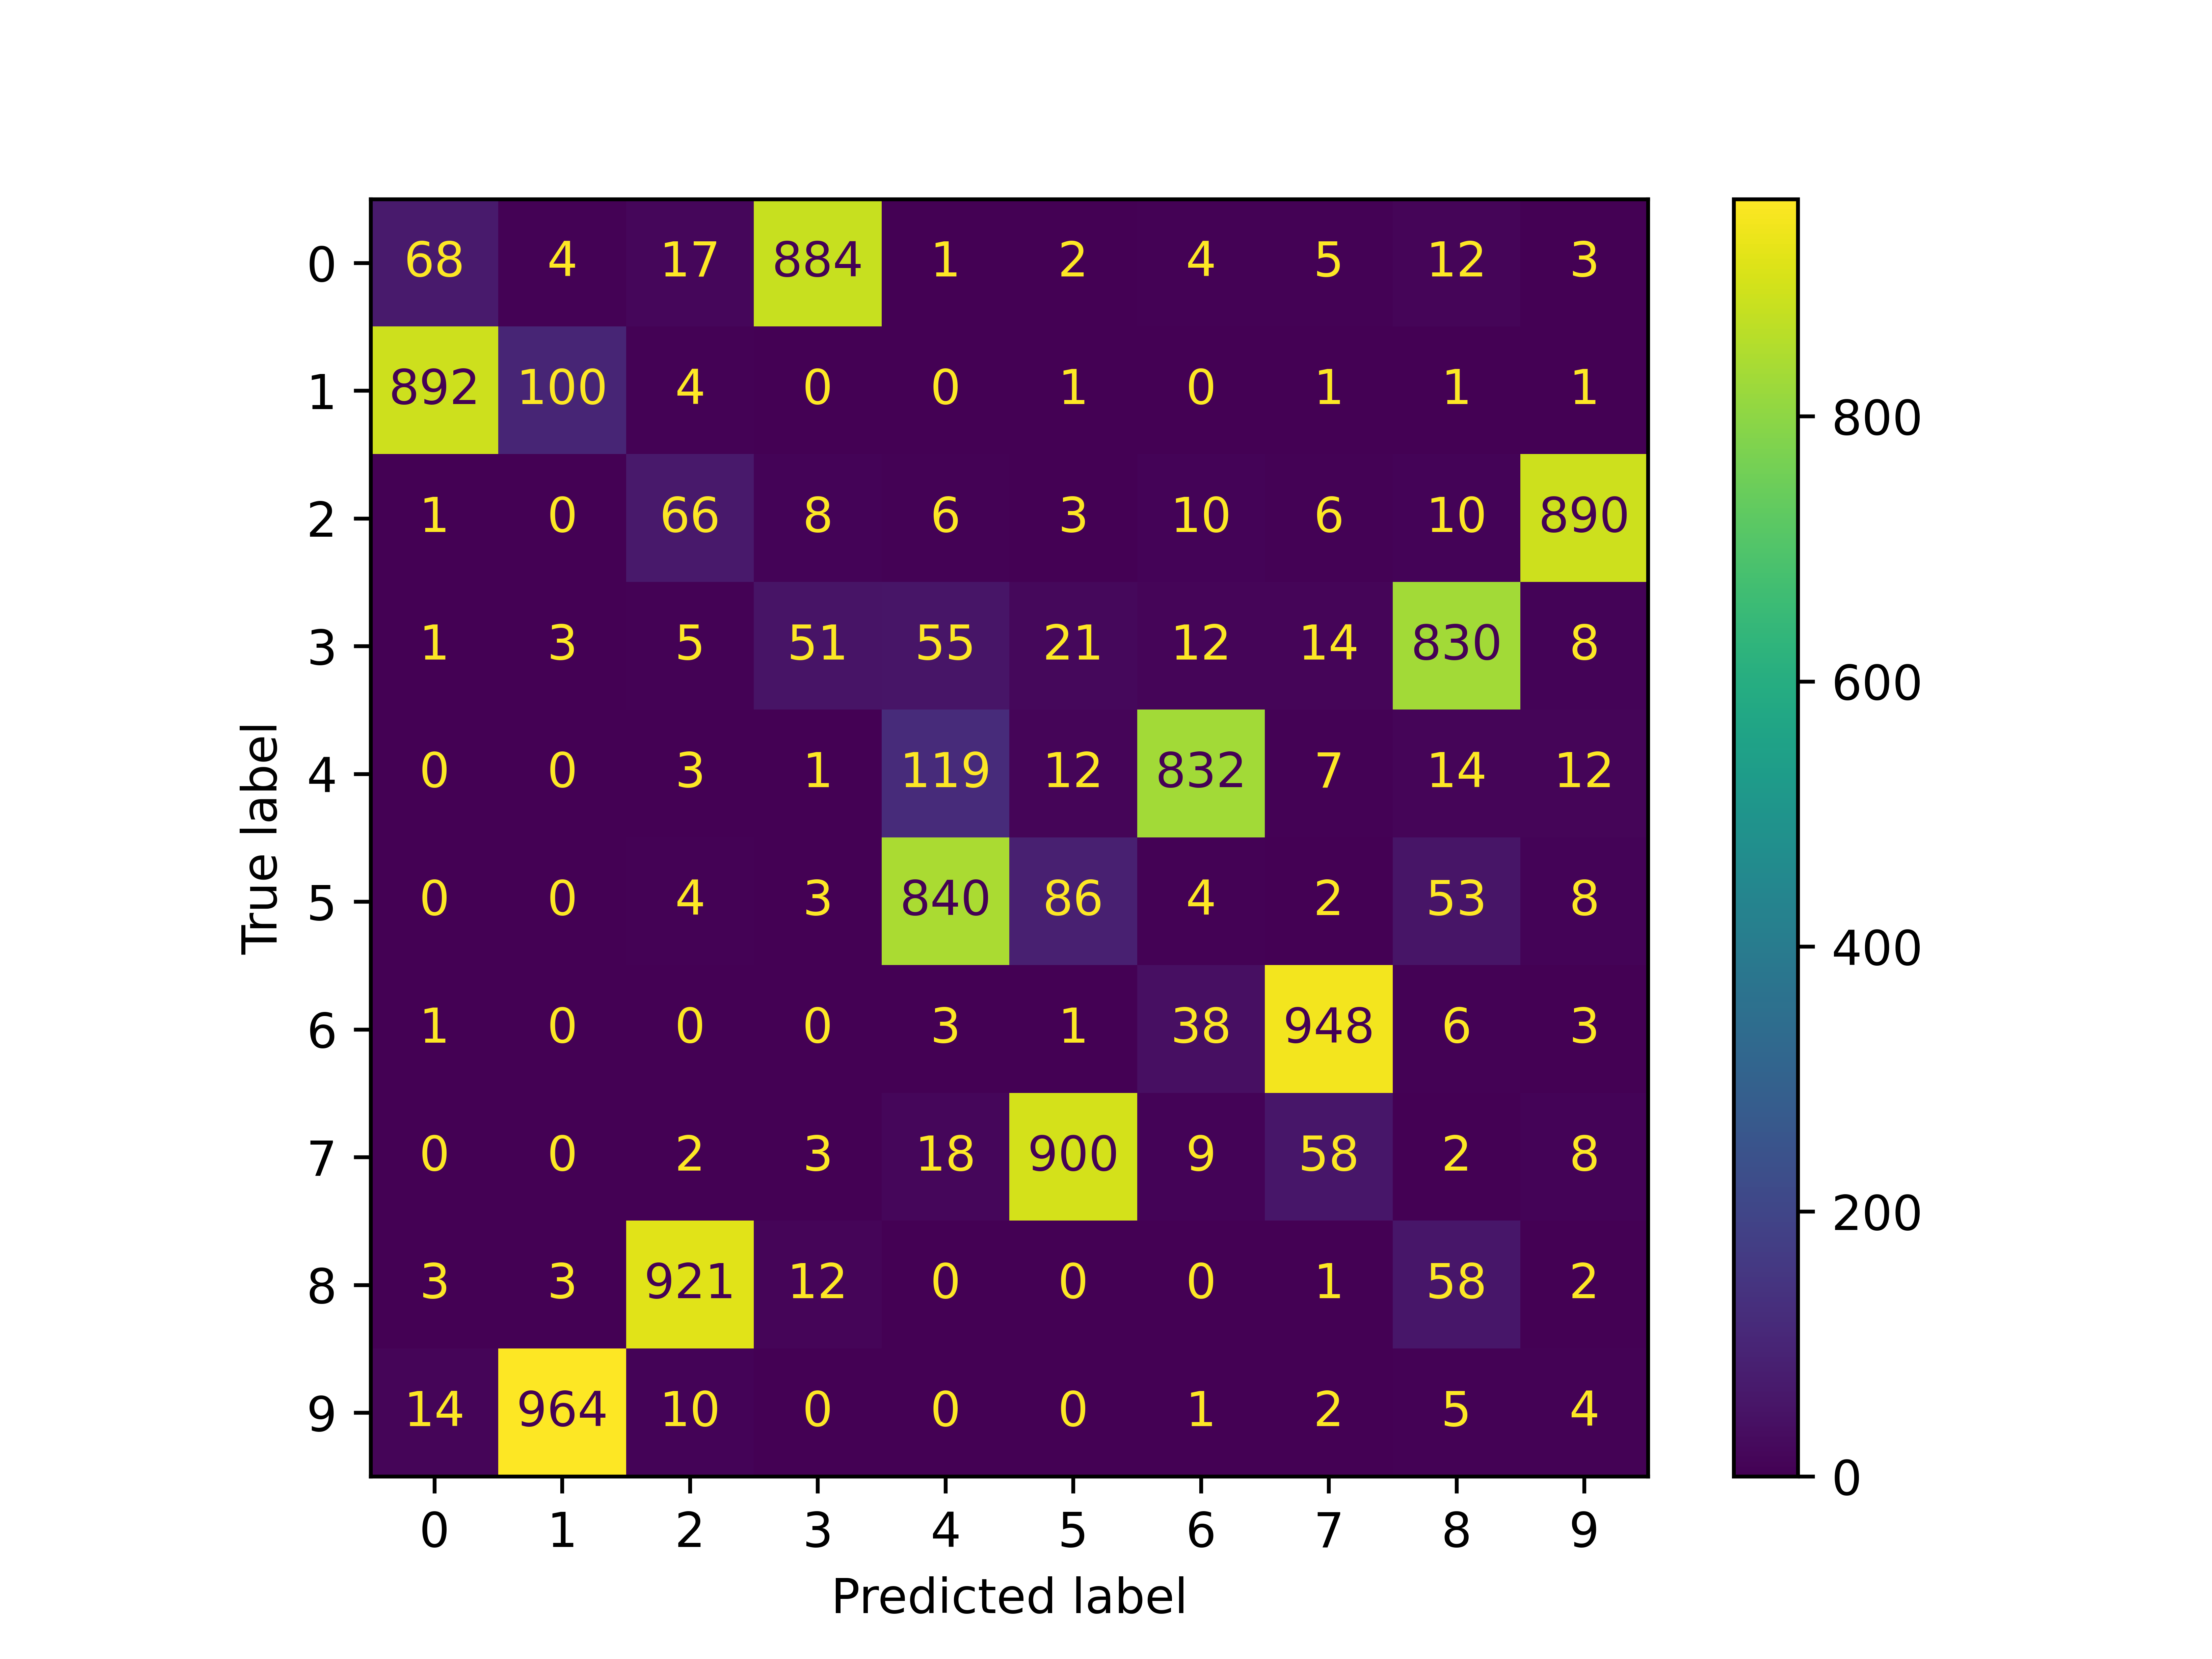 0 68 4 17 884 1 2 4 5 12 3
1 892 100 4 0 0 1 0 1 1 1
2 1 0 66 8 6 3 10 6 10 890
3 1 3 5 51 55 21 12 14 830 8
4 0 0 3 1 119 12 832 7 14 12
5 0 0 4 3 840 86 4 2 53 8
6 1 0 0 0 3 1 38 948 6 3
7 0 0 2 3 18 900 9 58 2 8
8 3 3 921 12 0 0 0 1 58 2
9 14 964 10 0 0 0 1 2 5 4
0 1 2 3 4 5 6 7 8 9
Predicted label
True label
800
600
400
200
0